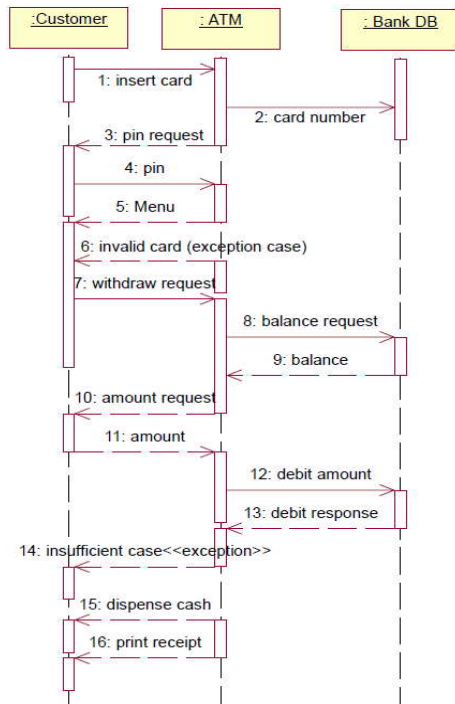 :Customer
: ATM
: Bank DB
1: insert card
2: card number
3: pin request
4: pin
5: Menu
6: invalid card (exception case)
7: withdraw request
8: balance request
9: balance
10: amount request
11: amount
12: debit amount
13: debit response
14: insufficient case<<exception>>
15: dispense cash
16: print receipt